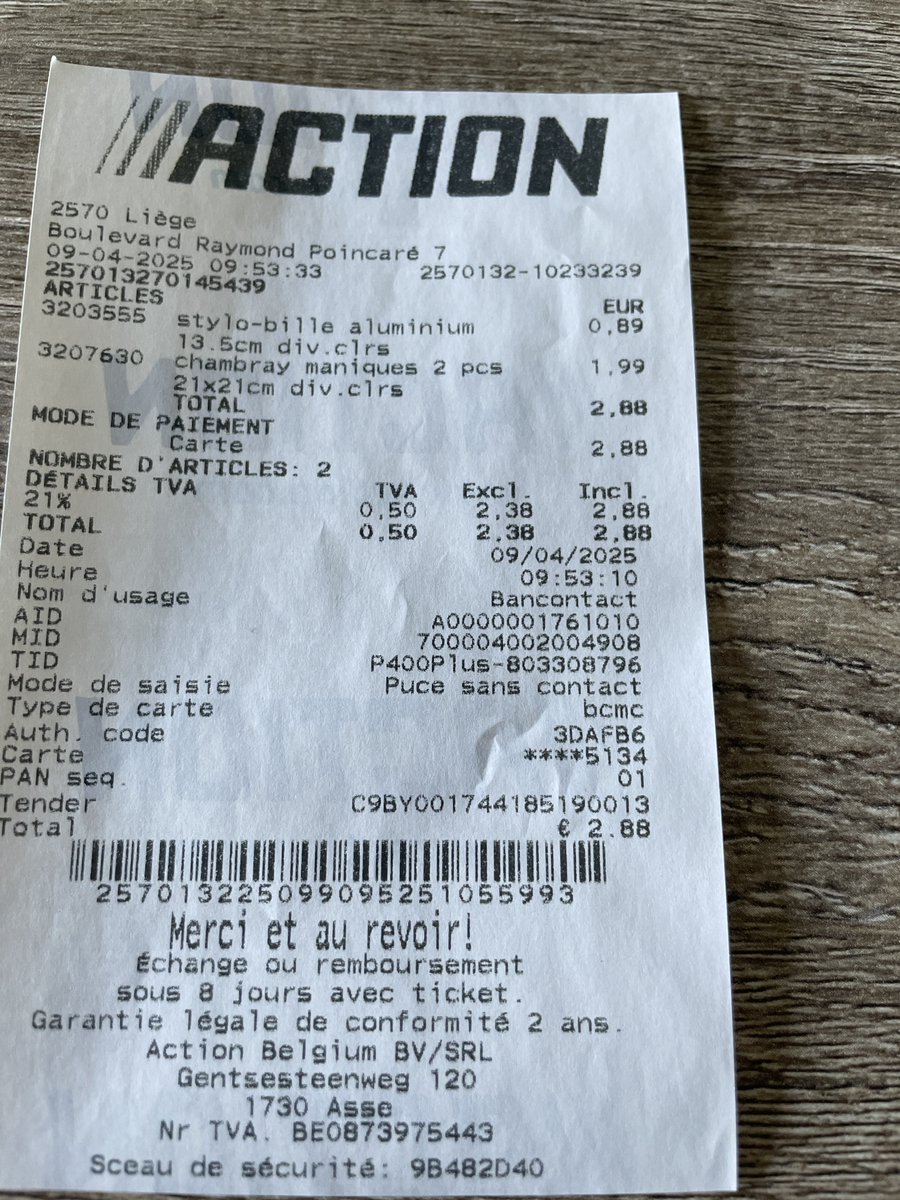 ACTION
2570 Liège
Boulevard Raymond Poincaré 7
09-04-2025 09:53:33 2570132-10233239
257013270145439
ARTICLES EUR
3203555 stylo-bille aluminium 0,89
13.5cm div.clrs
3207630 chambray maniques 2 pcs 1,99
21x21cm div.clrs
TOTAL 2,88
MODE DE PAIEMENT
Carte 2,88
NOMBRE D'ARTICLES: 2
DÉTAILS TVA TVA Excl. Incl.
21% 0,50 2,38 2,88
TOTAL 0,50 2,38 2,88
Date 09/04/2025
Heure 09:53:10
Nom d'usage Bancontact
AID A0000001761010
MID 700004002004908
TID P400Plus-803308796
Mode de saisie Puce sans contact
Type de carte bcmc
Auth. code 3DAFB6
Carte ****5134
PAN seq. 01
Tender C9BY001744185190013
Total € 2.88
257013225099095251055993
Merci et au revoir!
Échange ou remboursement
sous 8 jours avec ticket.
Garantie légale de conformité 2 ans.
Action Belgium BV/SRL
Gentsesteenweg 120
1730 Asse
Nr TVA. BE0873975443
Sceau de sécurité: 9B482D40